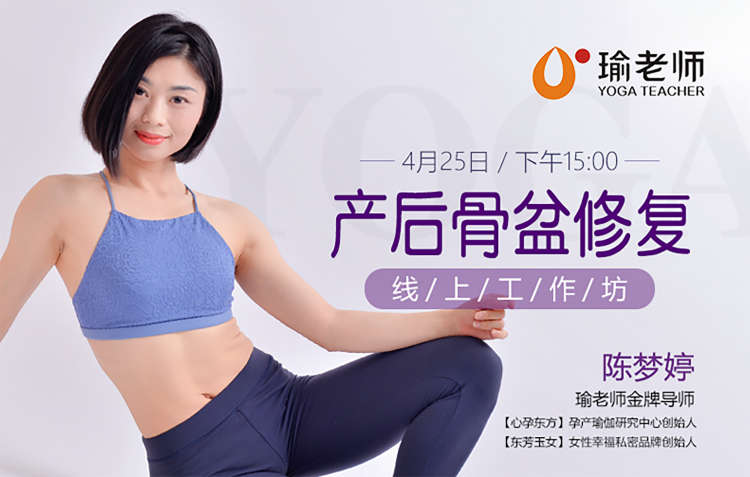 瑜老师
YOGA TEACHER
4月25日 / 下午15:00
产后骨盆修复
线/上/工/作/坊
陈梦婷
瑜老师金牌导师
【心孕东方】孕产瑜伽研究中心创始人
【东芳玉女】女性幸福私密品牌创始人
YOGA